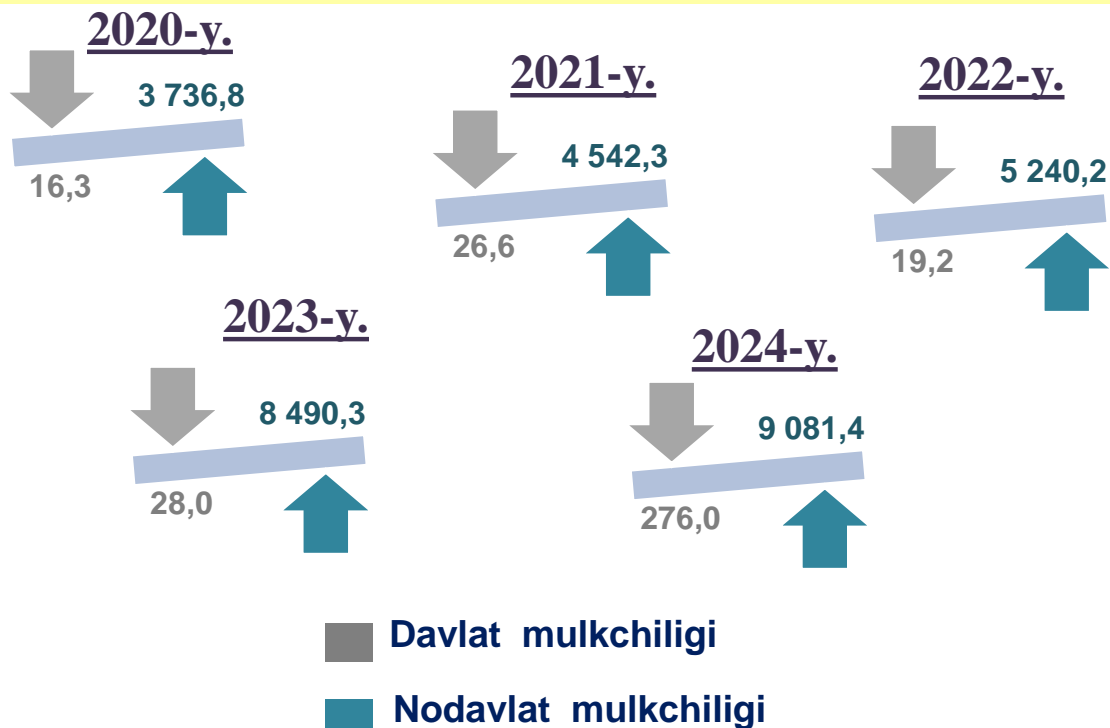 2020-y.
3 736,8
16,3
2021-y.
4 542,3
26,6
2022-y.
5 240,2
19,2
2023-y.
8 490,3
28,0
2024-y.
9 081,4
276,0
Davlat mulkchiligi
Nodavlat mulkchiligi